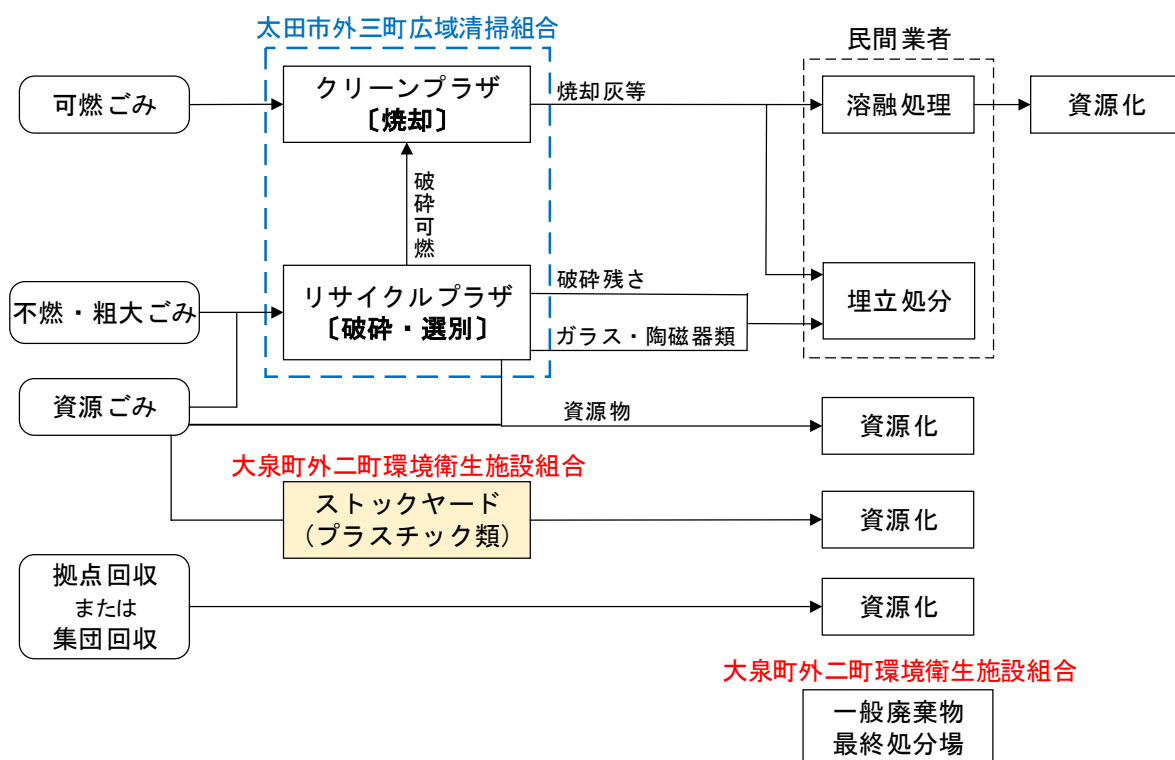 太田市外三町広域清掃組合
民間業者
可燃ごみ
クリーンプラザ
〔焼却〕
焼却灰等
溶融処理
資源化
破砕可燃
不燃・粗大ごみ
リサイクルプラザ
〔破砕・選別〕
破砕残さ
ガラス・陶磁器類
埋立処分
資源ごみ
資源物
資源化
大泉町外二町環境衛生施設組合
ストックヤード
（プラスチック類）
資源化
拠点回収
または
集団回収
資源化
大泉町外二町環境衛生施設組合
一般廃棄物
最終処分場